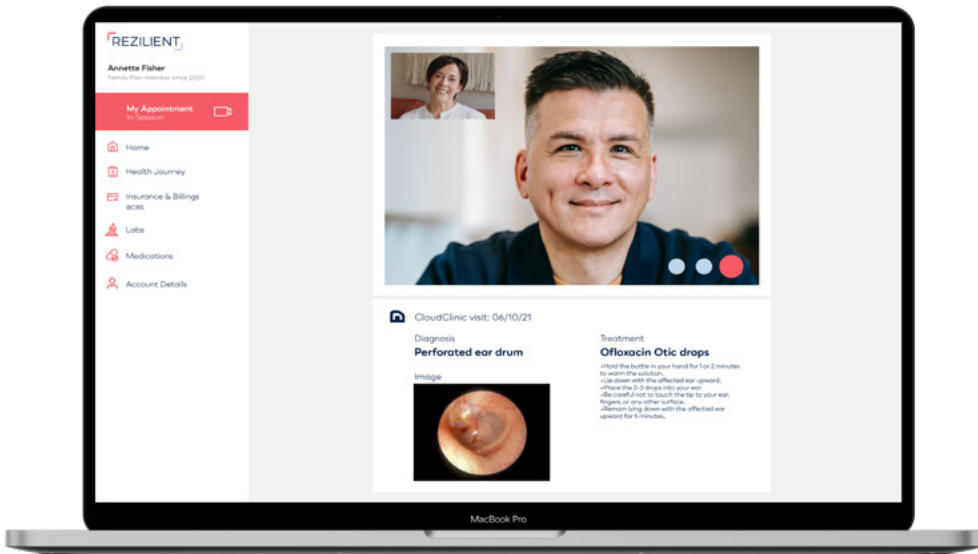 REZILIENT
Annette Fisher
Family Plan member since 2020
My Appointment
In Session
Home
Health Journey
Insurance & Billings
BCBS
Labs
Medications
Account Details
CloudClinic visit: 06/10/21
Diagnosis
Perforated ear drum
Image
Treatment
Ofloxacin Otic drops
•Hold the bottle in your hand for 1 or 2 minutes
to warm the solution.
•Lie down with the affected ear upward.
•Place the 2-3 drops into your ear
•Be careful not to touch the tip to your ear,
fingers, or any other surface.
•Remain lying down with the affected ear
upward for 5 minutes.
MacBook Pro